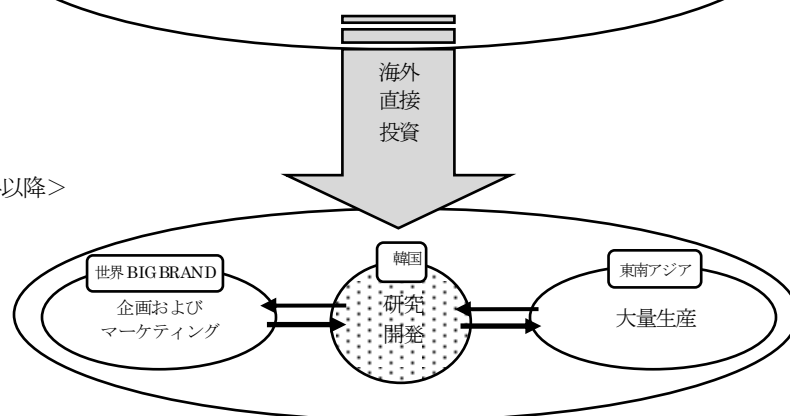 海外
直接
投資
以降＞
世界 BIG BRAND
企画および
マーケティング
韓国
研究
開発
東南アジア
大量生産